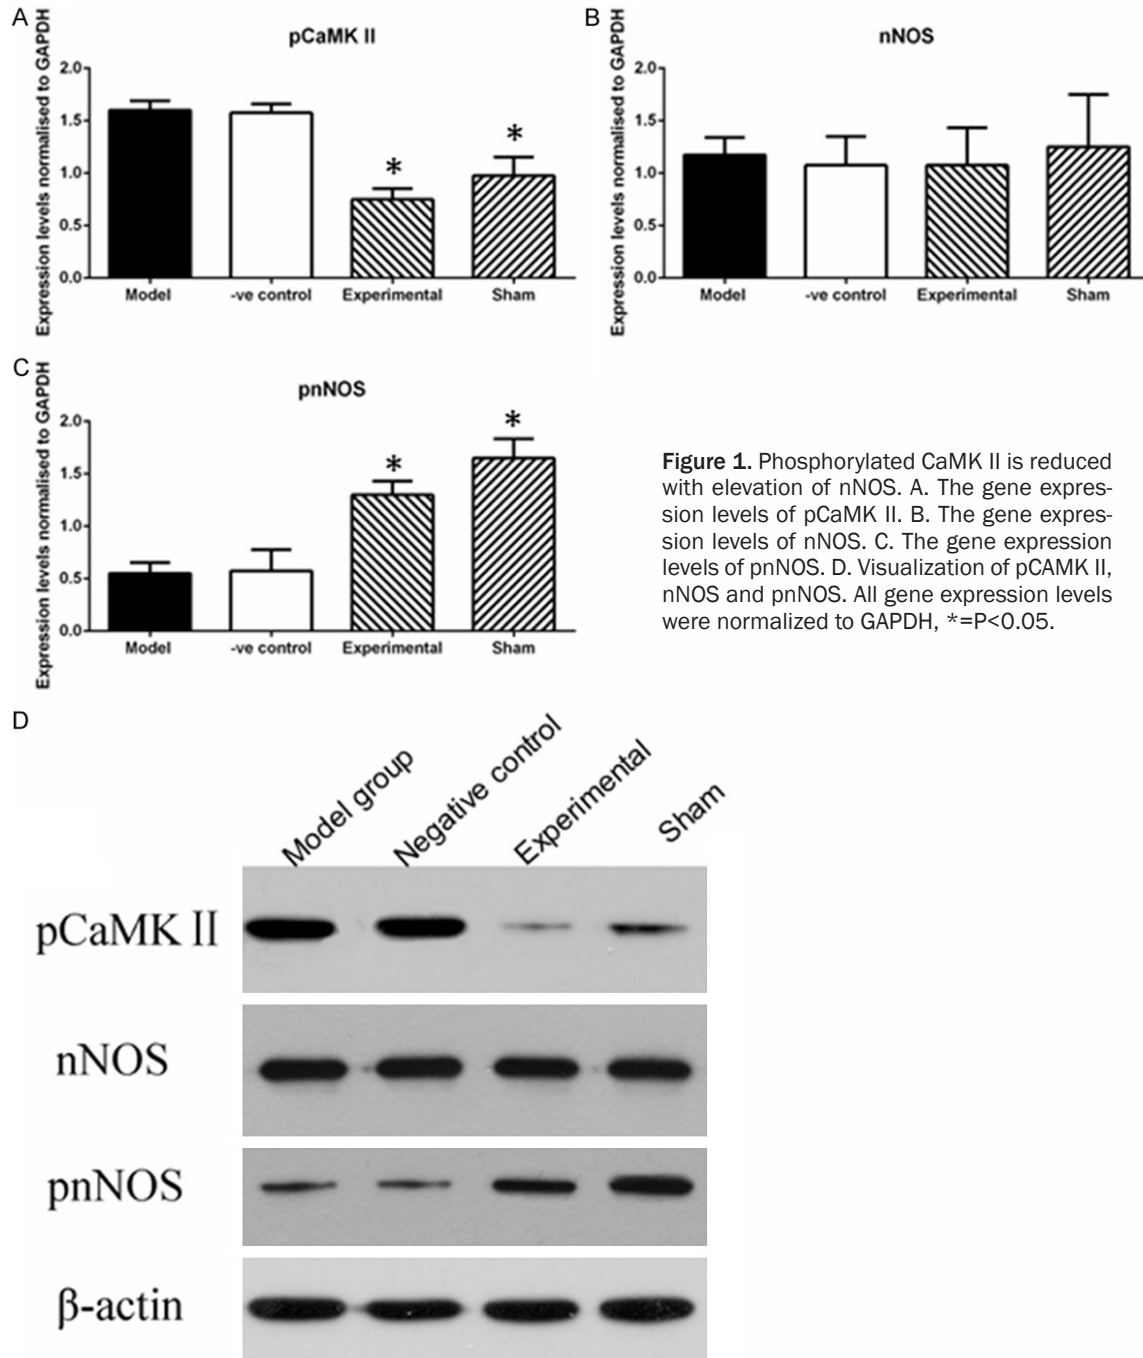 A
pCaMK II
Expression levels normalised to GAPDH
2.0
1.5
1.0
0.5
0.0
*
*
Model
-ve control
Experimental
Sham
B
nNOS
Expression levels normalised to GAPDH
2.0
1.5
1.0
0.5
0.0
Model
-ve control
Experimental
Sham
C
pnNOS
Expression levels normalised to GAPDH
2.0
1.5
1.0
0.5
0.0
*
*
Model
-ve control
Experimental
Sham
Figure 1. Phosphorylated CaMK II is reduced
with elevation of nNOS. A. The gene expres-
sion levels of pCaMK II. B. The gene expres-
sion levels of nNOS. C. The gene expression
levels of pnNOS. D. Visualization of pCAMK II,
nNOS and pnNOS. All gene expression levels
were normalized to GAPDH, *=P<0.05.
D
Model group
Negative control
Experimental
Sham
pCaMK II
nNOS
pnNOS
β-actin